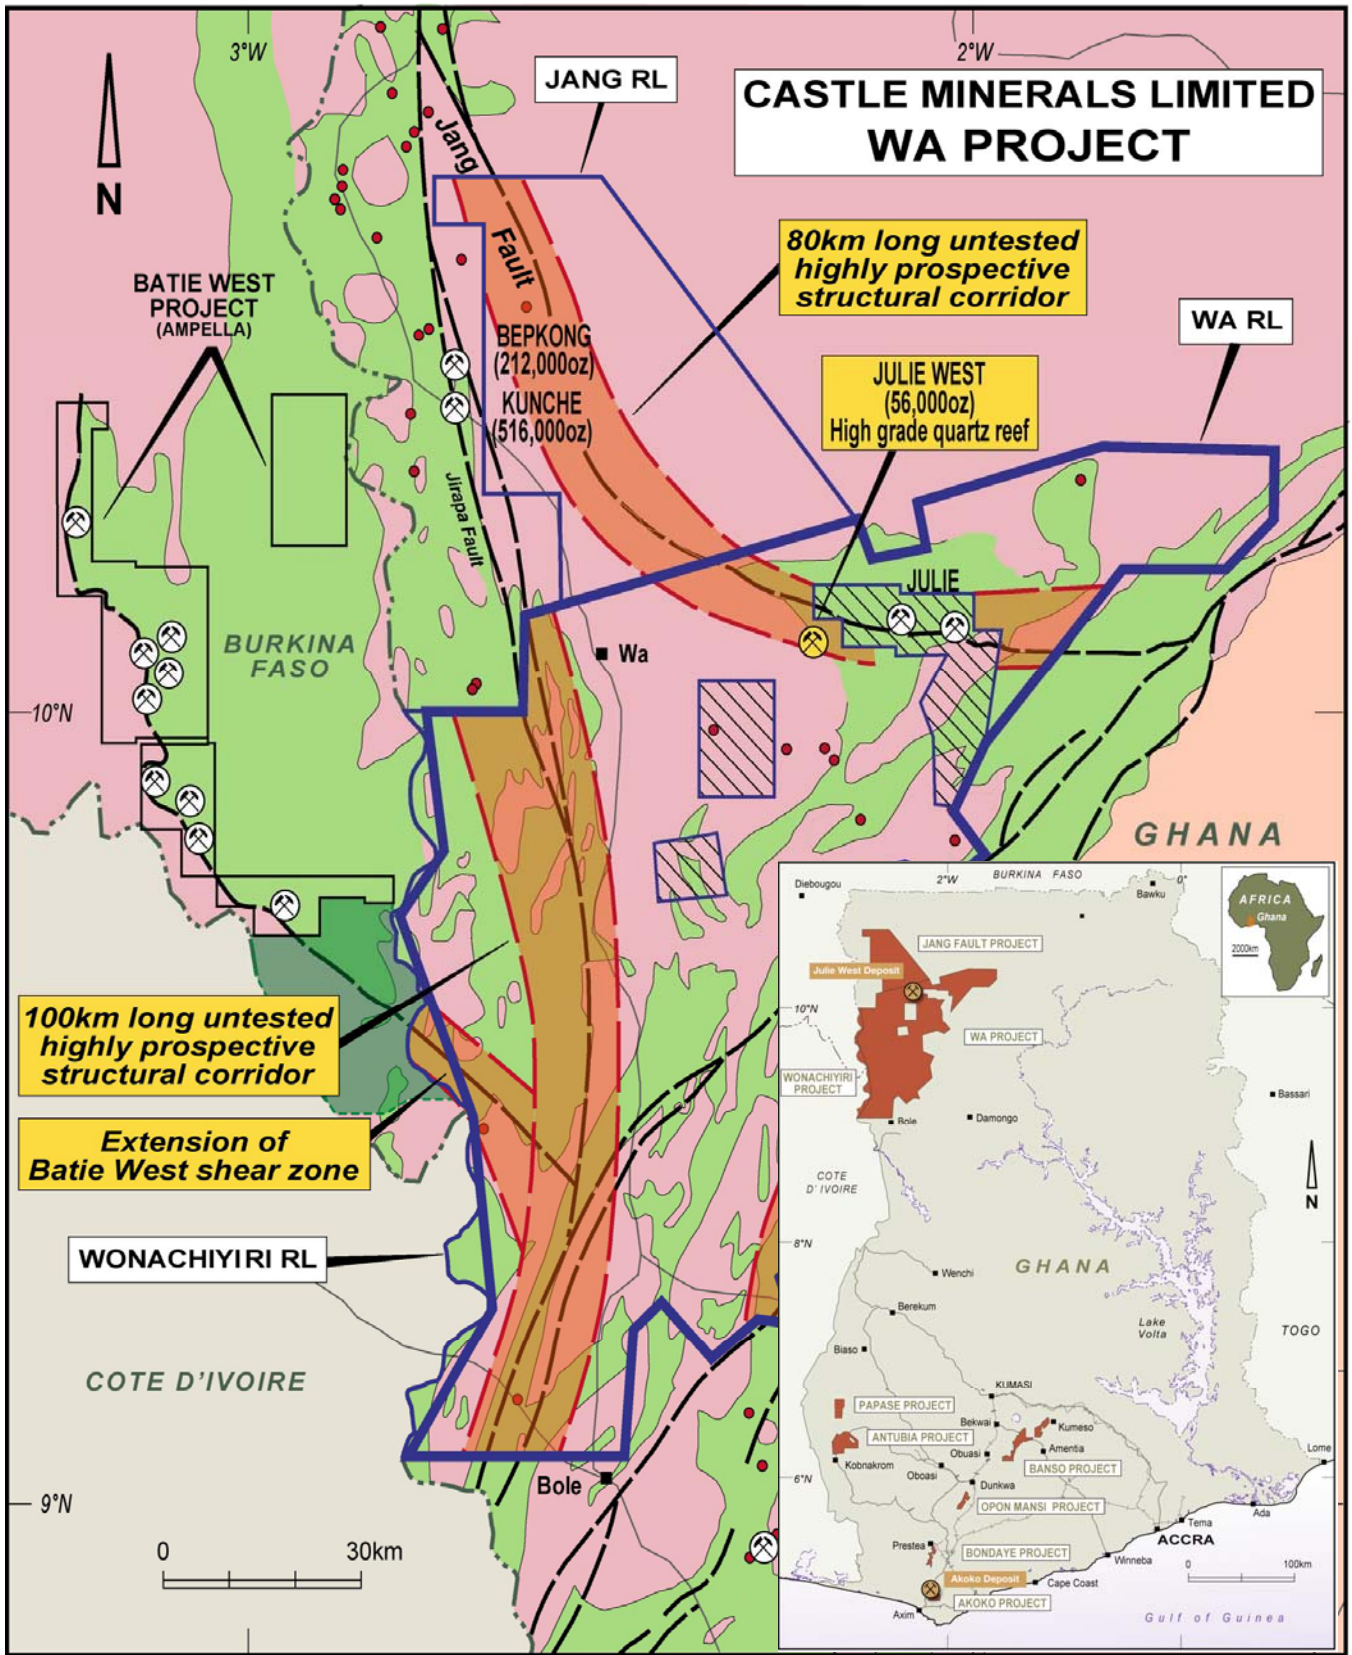 3°W
2°W
JANG RL
CASTLE MINERALS LIMITED
WA PROJECT
N
Jang
Fault
80km long untested
highly prospective
structural corridor
BATIE WEST
PROJECT
(AMPELLA)
WA RL
BEPKONG
(212,000oz)
KUNCHE
(516,000oz)
JULIE WEST
(56,000oz)
High grade quartz reef
Jirapa Fault
JULIE
BURKINA
FASO
Wa
10°N
GHANA
100km long untested
highly prospective
structural corridor
Extension of
Batie West shear zone
WONACHIYIRI RL
COTE D'IVOIRE
Bole
9°N
0
30km
2°W
BURKINA FASO
0°
Diebougou
Bawku
AFRICA
Ghana
2000km
JANG FAULT PROJECT
Julie West Deposit
10°N
WA PROJECT
WONACHIYIRI
PROJECT
Bole
Damongo
Bassari
COTE
D' IVOIRE
N
8°N
GHANA
Wenchi
Berekum
Lake
Volta
TOGO
Biaso
KUMASI
PAPASE PROJECT
Bekwai
Kumeso
ANTUBIA PROJECT
Obuasi
Amentia
Lome
Kobnakrom
Oboasi
BANSO PROJECT
6°N
Dunkwa
OPON MANSI PROJECT
Ada
Tema
Prestea
ACCRA
BONDAYE PROJECT
Winneba
0
100km
Akoko Deposit
Cape Coast
AKOKO PROJECT
Axim
Gulf of Guinea